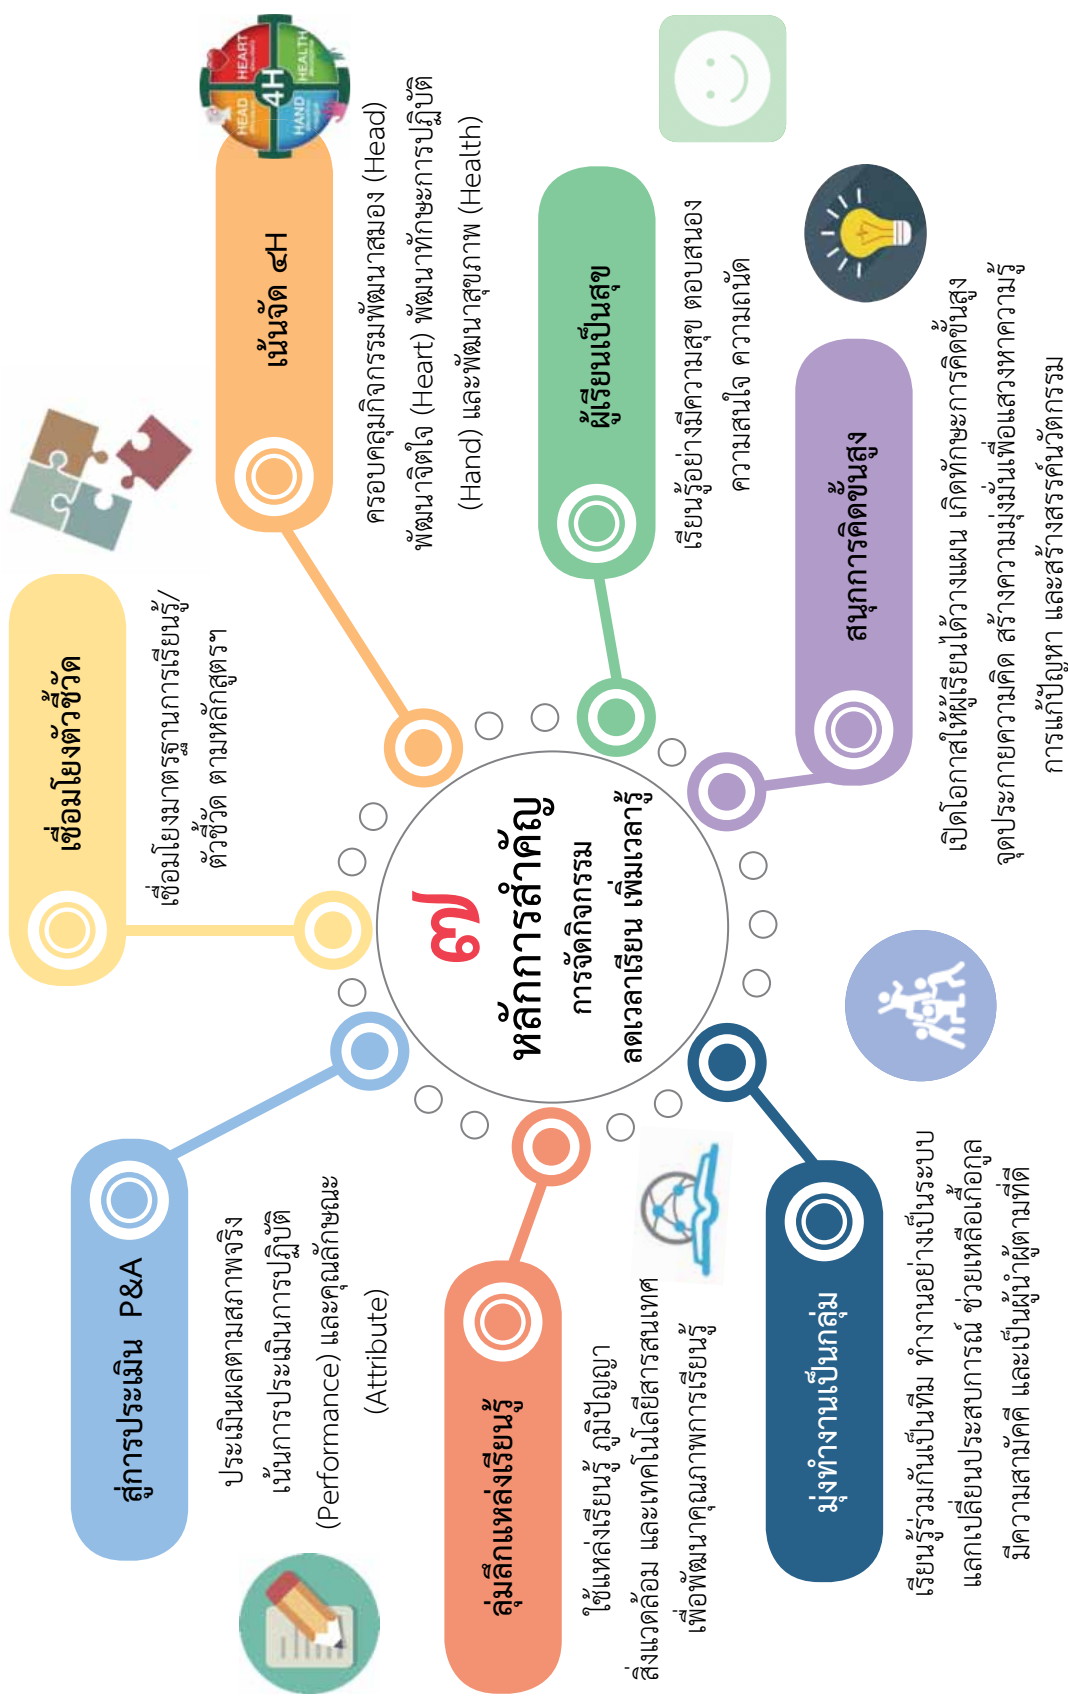 ๗
หลักการสำคัญ
การจัดกิจกรรม
ลดเวลาเรียน เพิ่มเวลารู้
เชื่อมโยงตัวชี้วัด
เชื่อมโยงมาตรฐานการเรียนรู้/
ตัวชี้วัด ตามหลักสูตรฯ
เน้นจัด ๔H
HEAD
HEART
4H
HAND
HEALTH
ครอบคลุมกิจกรรมพัฒนาสมอง (Head)
พัฒนาจิตใจ (Heart) พัฒนาทักษะการปฏิบัติ
(Hand) และพัฒนาสุขภาพ (Health)
ผู้เรียนเป็นสุข
เรียนรู้อย่างมีความสุข ตอบสนอง
ความสนใจ ความถนัด
สนุกการคิดขั้นสูง
เปิดโอกาสให้ผู้เรียนได้วางแผน เกิดทักษะการคิดขั้นสูง
จุดประกายความคิด สร้างความมุ่งมั่นเพื่อแสวงหาความรู้
การแก้ปัญหา และสร้างสรรค์นวัตกรรม
มุ่งทำงานเป็นกลุ่ม
เรียนรู้ร่วมกันเป็นทีม ทำงานอย่างเป็นระบบ
แลกเปลี่ยนประสบการณ์ ช่วยเหลือเกื้อกูล
มีความสามัคคี และเป็นผู้นำผู้ตามที่ดี
ลุ่มลึกแหล่งเรียนรู้
ใช้แหล่งเรียนรู้ ภูมิปัญญา
สิ่งแวดล้อม และเทคโนโลยีสารสนเทศ
เพื่อพัฒนาคุณภาพการเรียนรู้
สู่การประเมิน P&A
ประเมินผลตามสภาพจริง
เน้นการประเมินการปฏิบัติ
(Performance) และคุณลักษณะ
(Attribute)